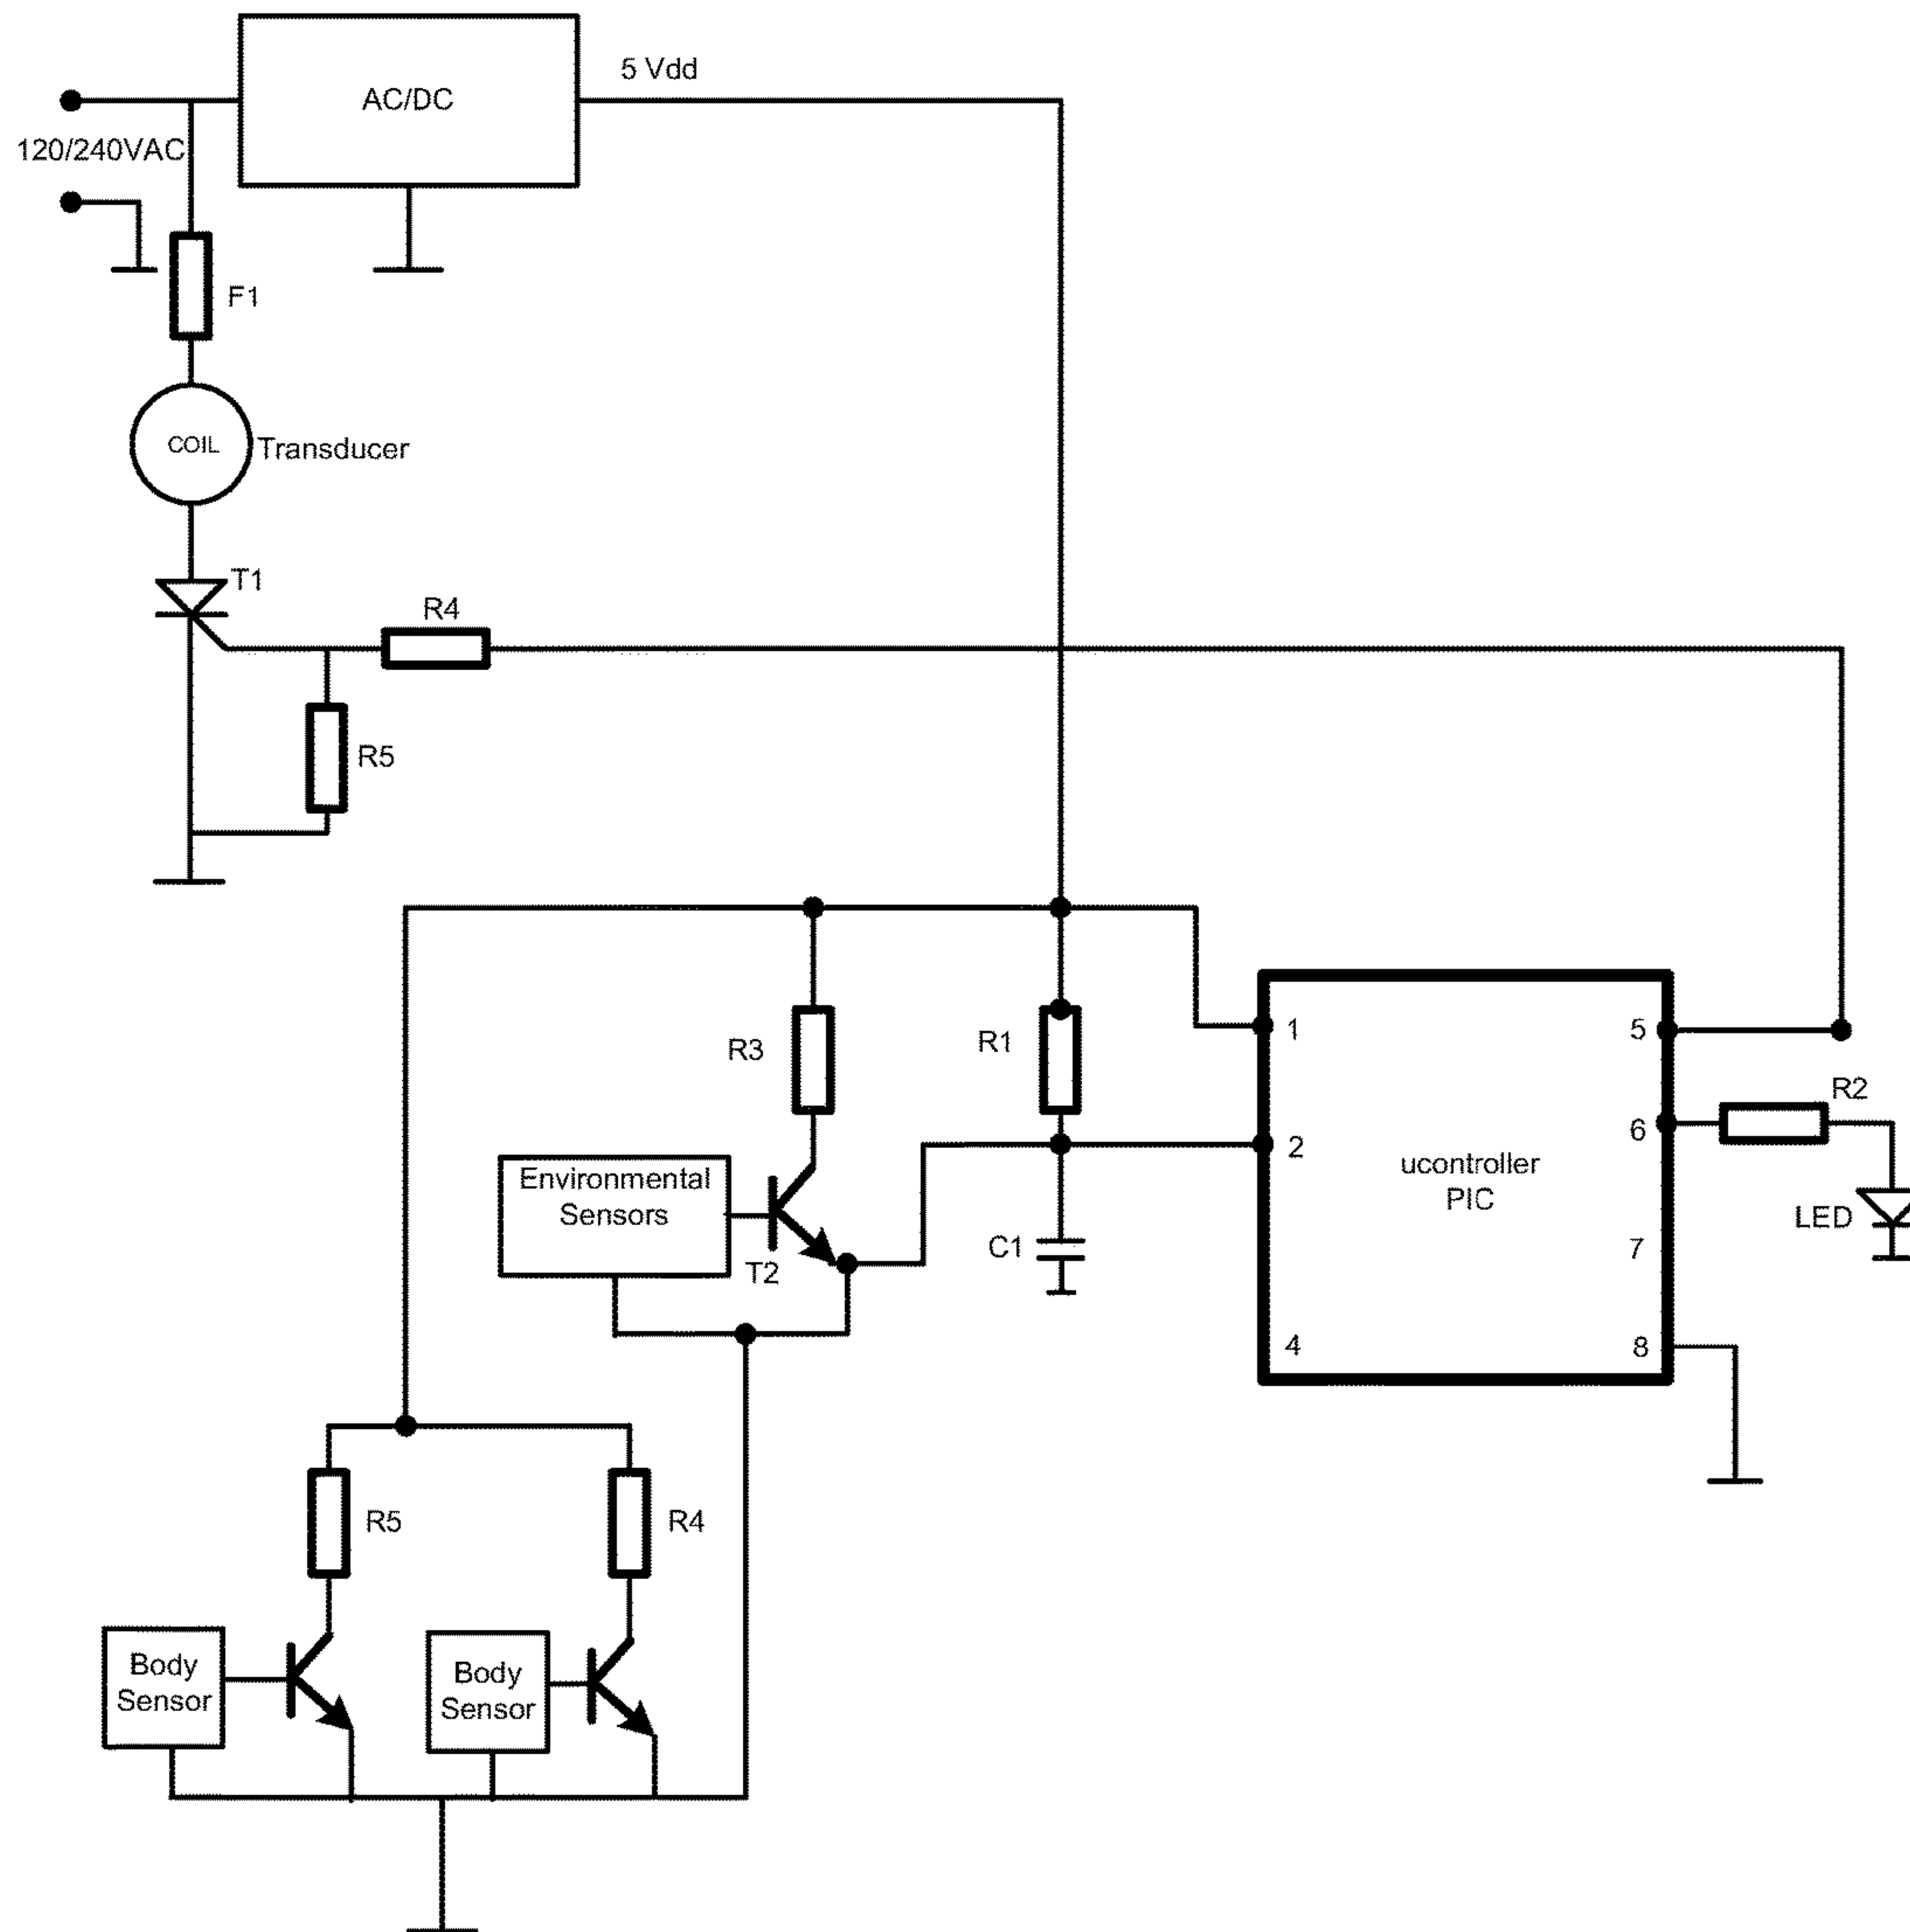 5 Vdd
AC/DC
120/240VAC
F1
COIL
Transducer
T1
R4
R5
R3
R1
1
5
R2
2
6
ucontroller
PIC
Environmental
Sensors
LED
C1
7
T2
4
8
R5
R4
Body
Sensor
Body
Sensor